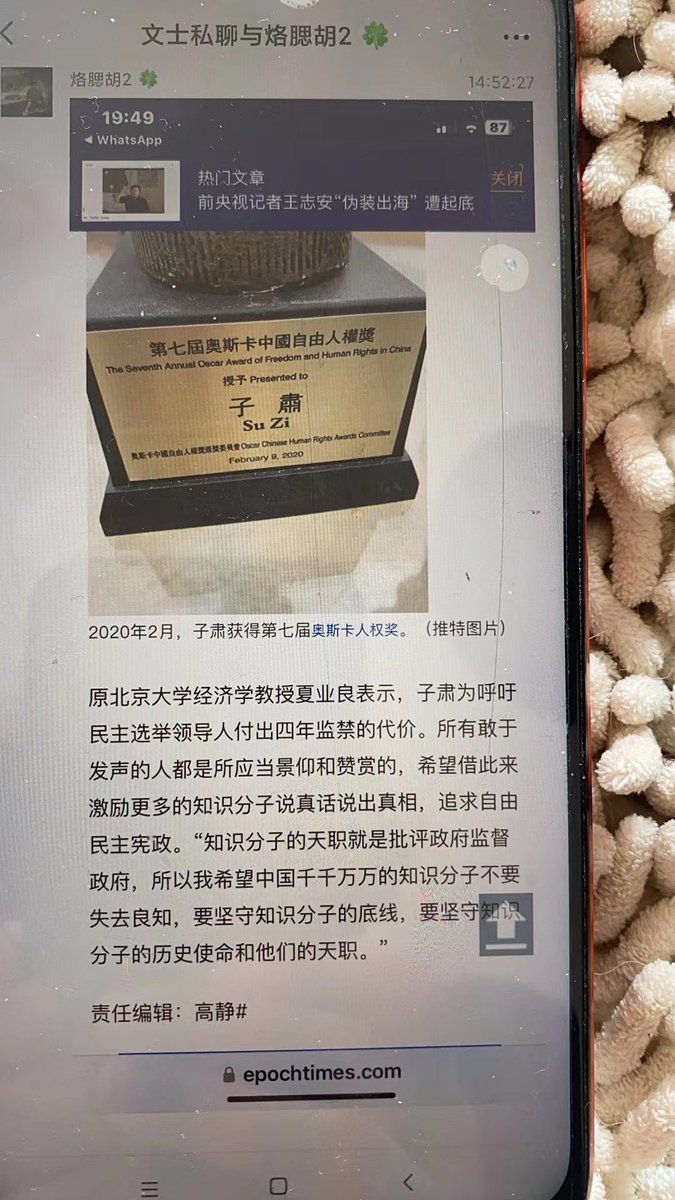 文士私聊与烙腮胡2 🍀
烙腮胡2 🍀
14:52:27
19:49
WhatsApp
87
热门文章
前央视记者王志安“伪装出海” 遭起底
关闭
第七屆奧斯卡中國自由人權獎
The Seventh Annual Oscar Award of Freedom and Human Rights in China
授予 Presented to
子 肅
Su Zi
奧斯卡中國自由人權獎頒獎委員會 Oscar Chinese Human Rights Awards Committee
February 9, 2020
2020年2月，子肃获得第七届奥斯卡人权奖。（推特图片）
原北京大学经济学教授夏业良表示，子肃为呼吁
民主选举领导人付出四年监禁的代价。所有敢于
发声的人都是所应当景仰和赞赏的，希望借此来
激励更多的知识分子说真话说出真相，追求自由
民主宪政。“知识分子的天职就是批评政府监督
政府，所以我希望中国千千万万的知识分子不要
失去良知，要坚守知识分子的底线，要坚守知识
分子的历史使命和他们的天职。”
责任编辑：高静#
epochtimes.com